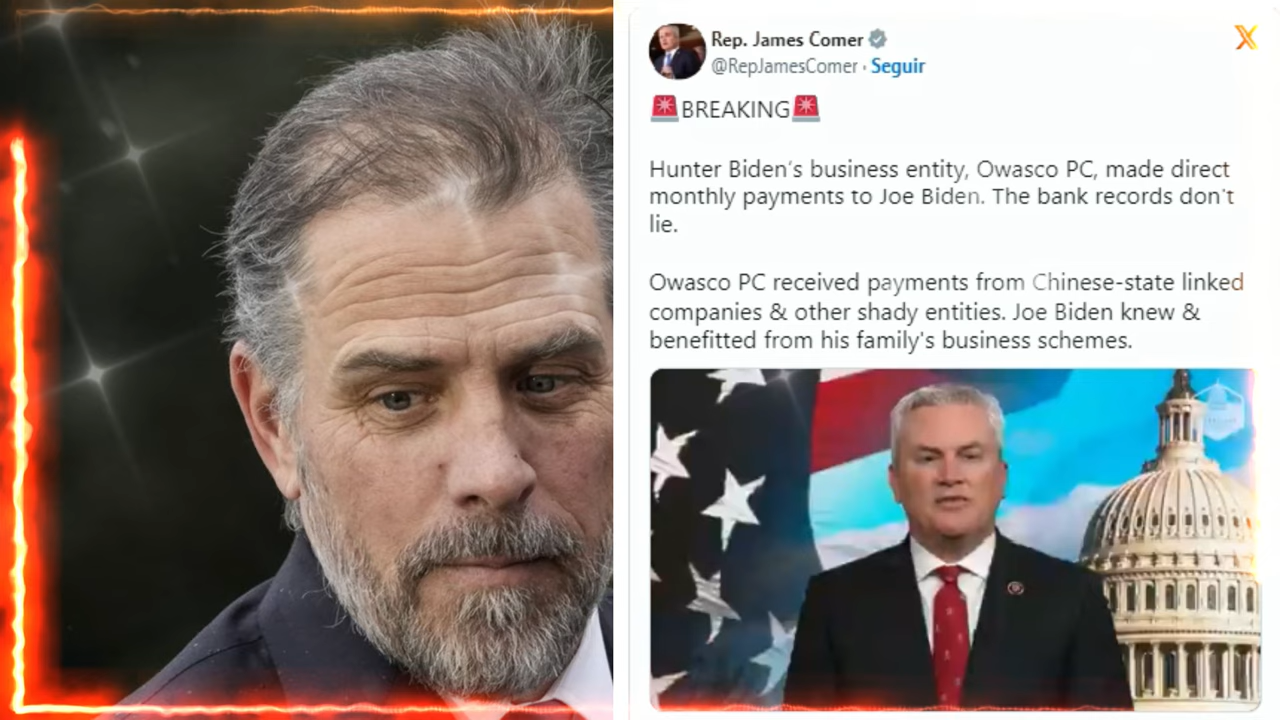 Rep. James Comer
@RepJamesComer · Seguir
🚨BREAKING🚨
Hunter Biden's business entity, Owasco PC, made direct
monthly payments to Joe Biden. The bank records don't
lie.
Owasco PC received payments from Chinese-state linked
companies & other shady entities. Joe Biden knew &
benefitted from his family's business schemes.